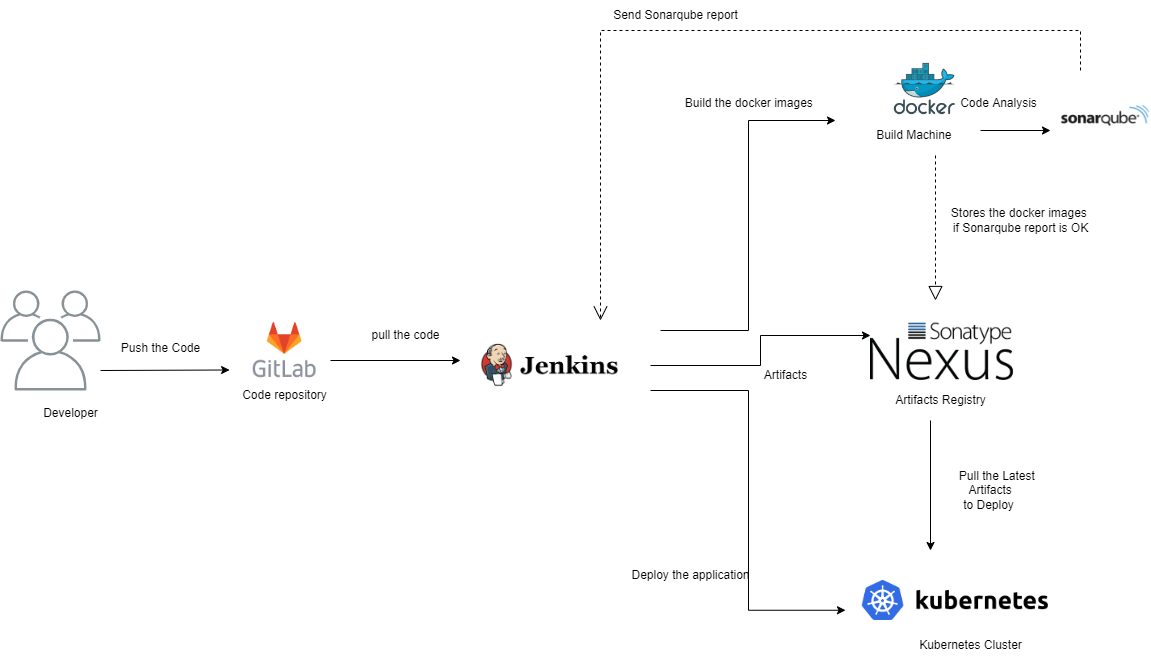 Send Sonarqube report
Build the docker images
docker
Code Analysis
sonarqube
Build Machine
Stores the docker images
if Sonarqube report is OK
Push the Code
GitLab
Code repository
pull the code
Jenkins
Developer
Artifacts
Sonatype
Nexus
Artifacts Registry
Pull the Latest
Artifacts
to Deploy
Deploy the application
kubernetes
Kubernetes Cluster